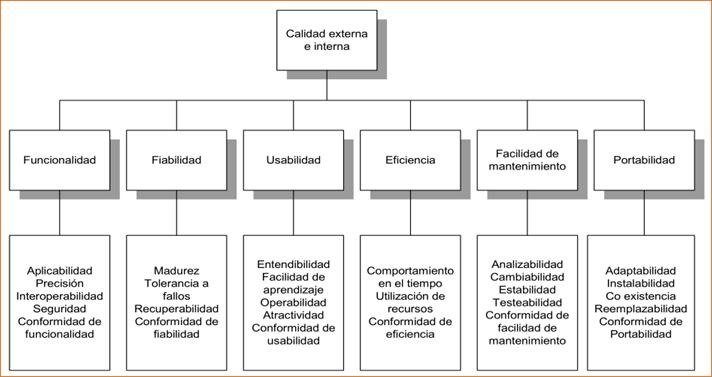 Calidad externa
e interna
Funcionalidad
Fiabilidad
Usabilidad
Eficiencia
Facilidad de
mantenimiento
Portabilidad
Aplicabilidad
Precisión
Interoperabilidad
Seguridad
Conformidad de
funcionalidad
Madurez
Tolerancia a
fallos
Recuperabilidad
Conformidad de
fiabilidad
Entendibilidad
Facilidad de
aprendizaje
Operabilidad
Atractividad
Conformidad de
usabilidad
Comportamiento
en el tiempo
Utilización de
recursos
Conformidad de
eficiencia
Analizabilidad
Cambiabilidad
Estabilidad
Testeabilidad
Conformidad de
facilidad de
mantenimiento
Adaptabilidad
Instalabilidad
Co existencia
Reemplazabilidad
Conformidad de
Portabilidad